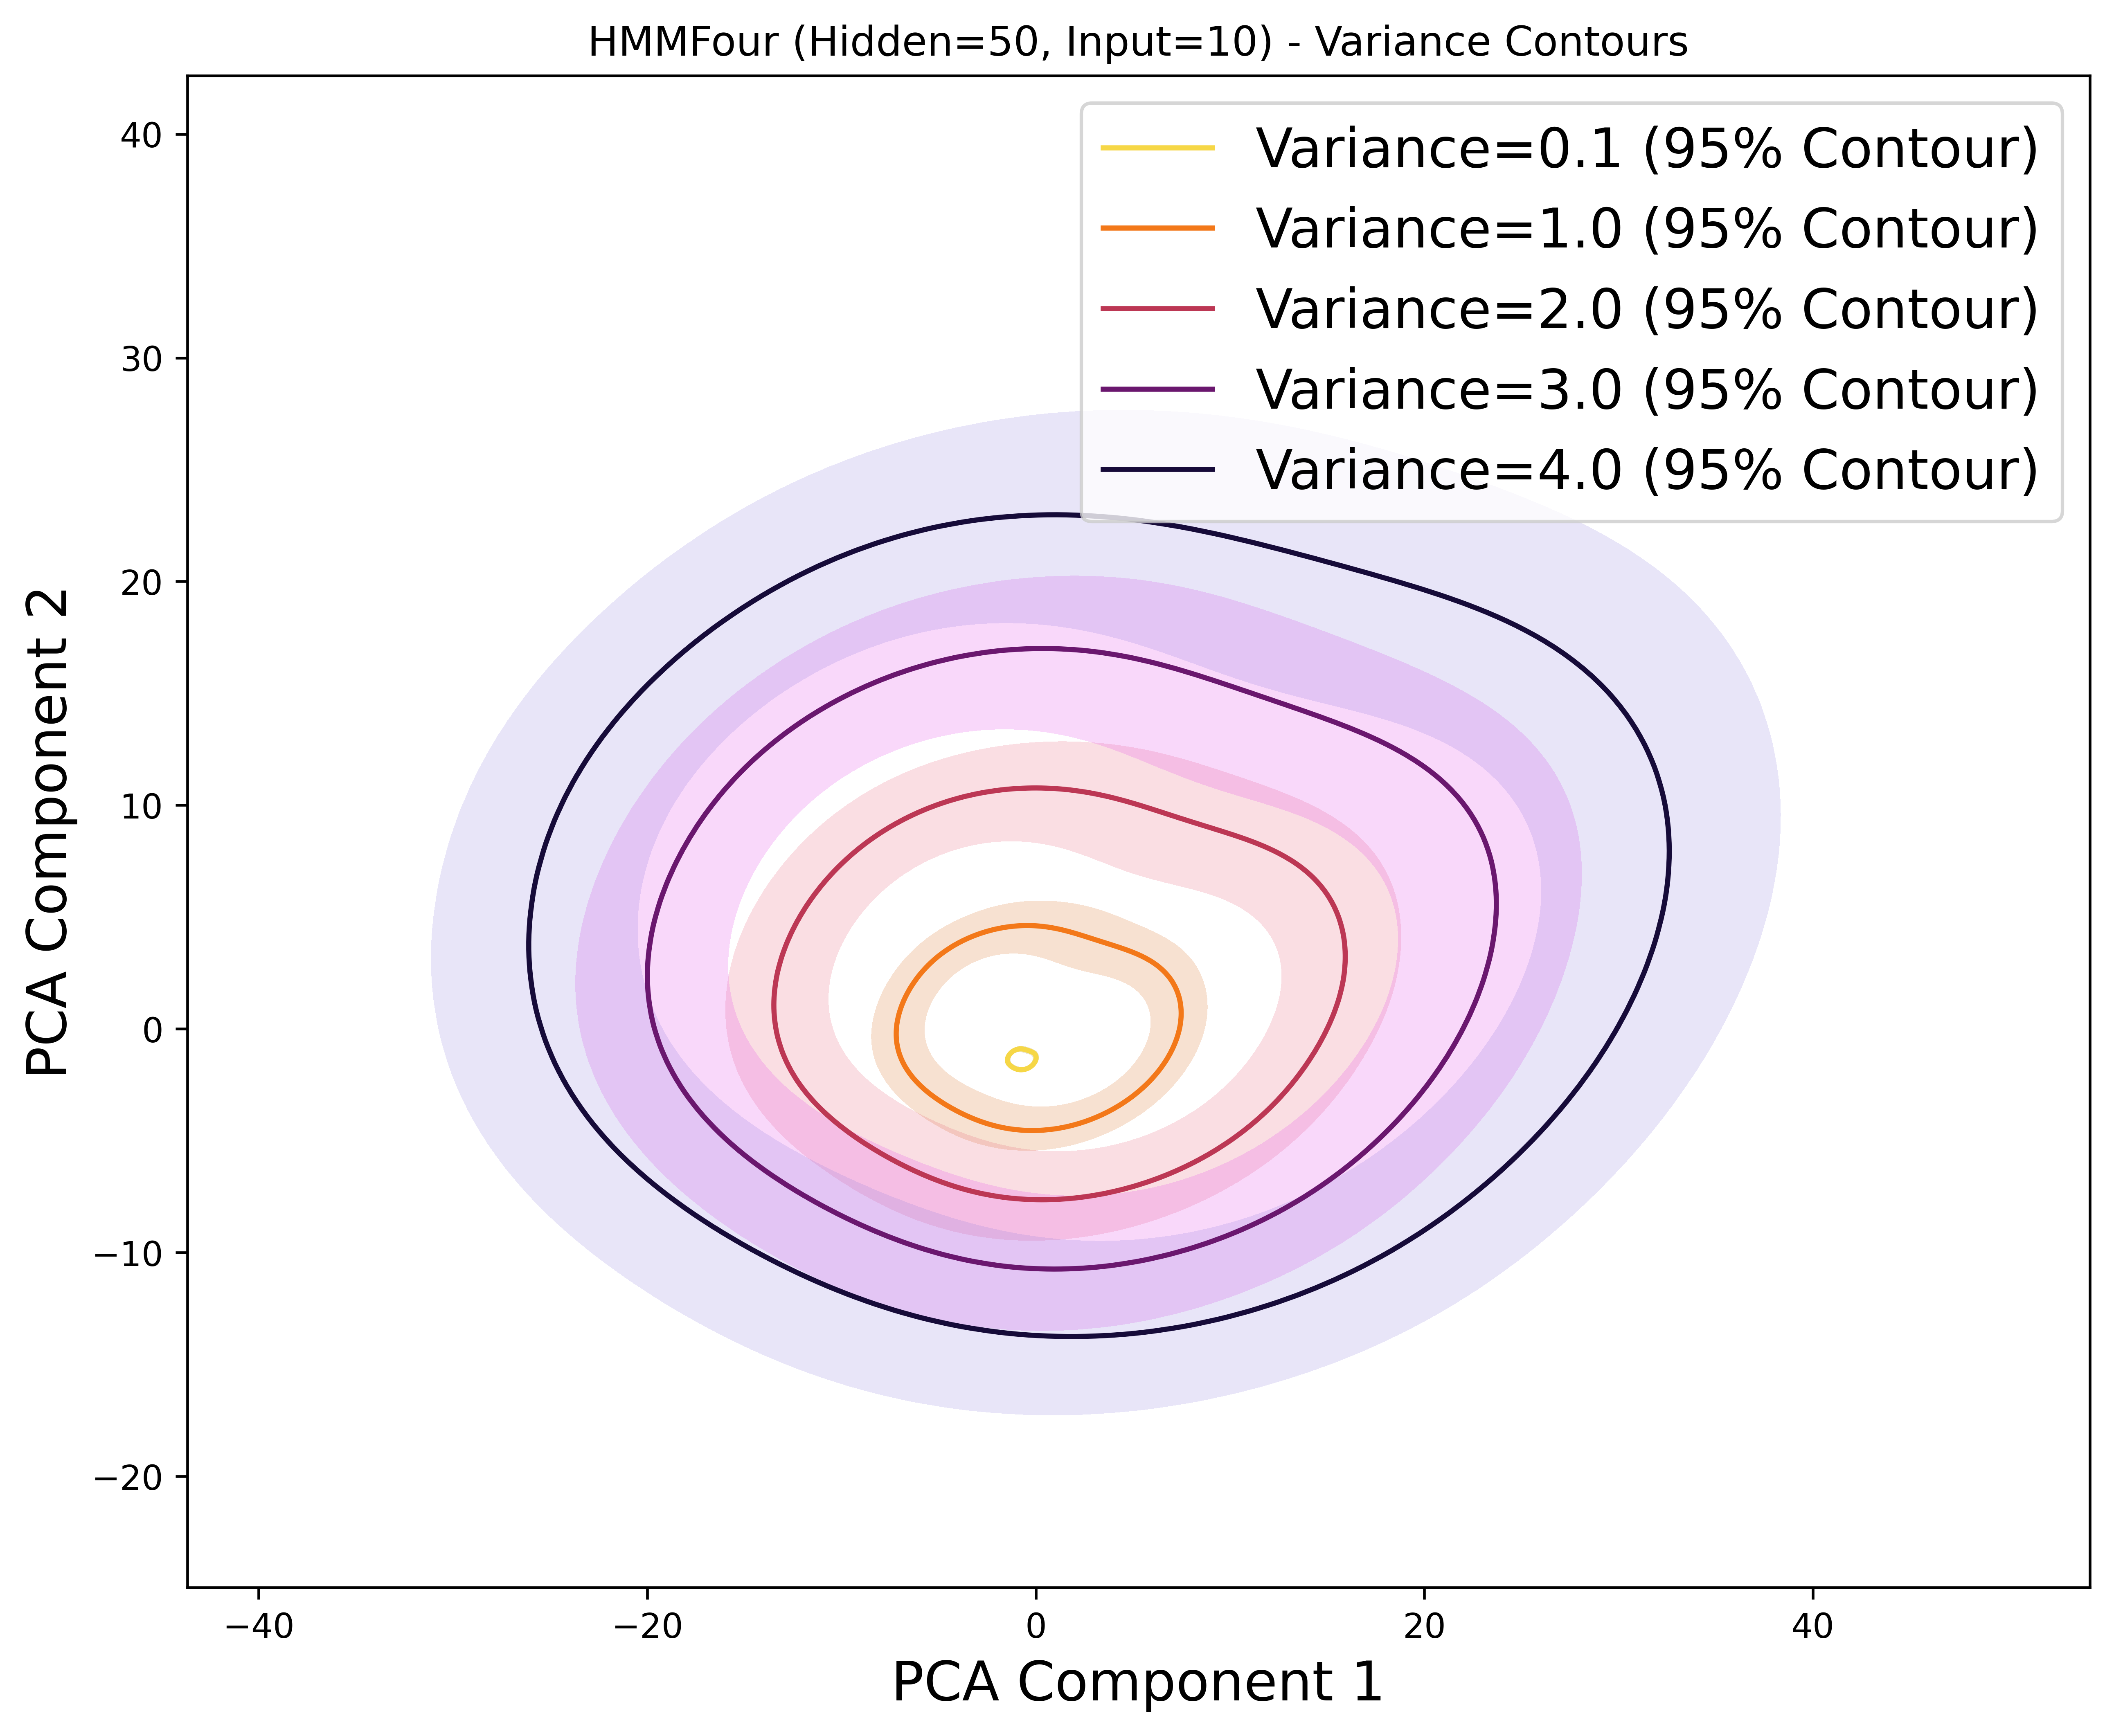 HMMFour (Hidden=50, Input=10) - Variance Contours
Variance=0.1 (95% Contour)
Variance=1.0 (95% Contour)
Variance=2.0 (95% Contour)
Variance=3.0 (95% Contour)
Variance=4.0 (95% Contour)
PCA Component 2
40
30
20
10
0
−10
−20
−40
−20
0
20
40
PCA Component 1